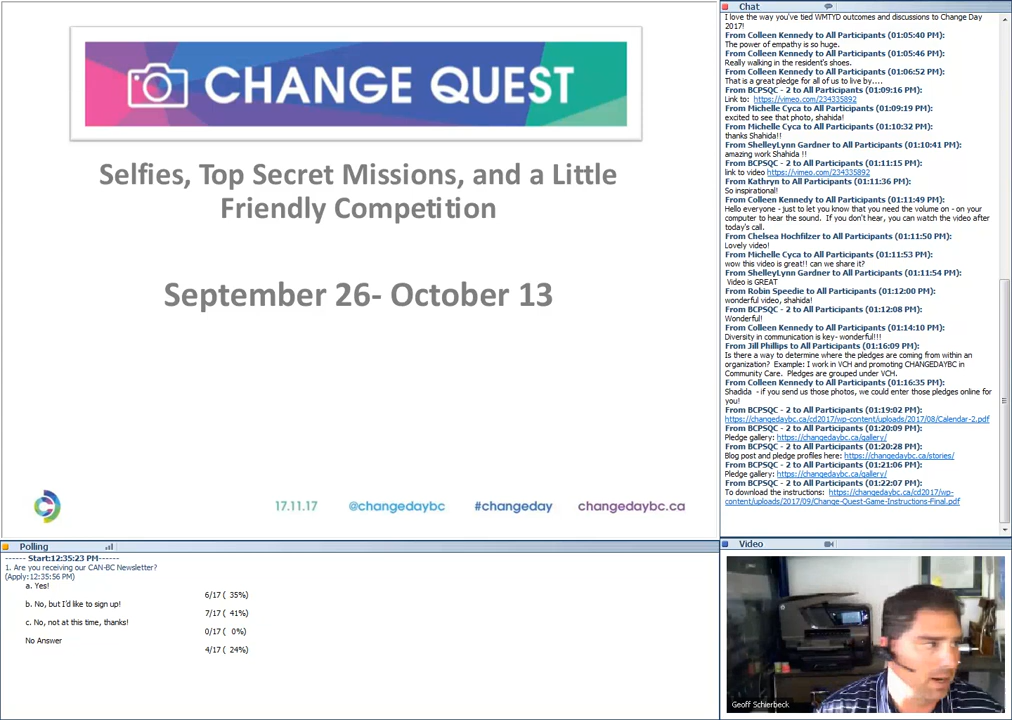 CHANGE QUEST
Selfies, Top Secret Missions, and a Little
Friendly Competition
September 26- October 13
17.11.17
@changedaybc
#changeday
changedaybc.ca
Polling
------ Start:12:35:23 PM------
1. Are you receiving our CAN-BC Newsletter?
(Apply:12:35:56 PM)
a. Yes!
6/17 ( 35%)
b. No, but I'd like to sign up!
7/17 ( 41%)
c. No, not at this time, thanks!
0/17 ( 0%)
No Answer
4/17 ( 24%)
Chat
I love the way you've tied WMTYD outcomes and discussions to Change Day
2017!
From Colleen Kennedy to All Participants (01:05:40 PM):
The power of empathy is so huge.
From Colleen Kennedy to All Participants (01:05:46 PM):
Really walking in the resident's shoes.
From Colleen Kennedy to All Participants (01:06:52 PM):
That is a great pledge for all of us to live by....
From BCPSQC - 2 to All Participants (01:09:16 PM):
Link to: https://vimeo.com/234335892
From Michelle Cyca to All Participants (01:09:19 PM):
excited to see that photo, shahida!
From Michelle Cyca to All Participants (01:10:32 PM):
thanks Shahida!!
From ShelleyLynn Gardner to All Participants (01:10:41 PM):
amazing work Shahida !!
From BCPSQC - 2 to All Participants (01:11:15 PM):
link to video https://vimeo.com/234335892
From Kathryn to All Participants (01:11:36 PM):
So inspirational!
From Colleen Kennedy to All Participants (01:11:49 PM):
Hello everyone - just to let you know that you need the volume on - on your
computer to hear the sound. If you don't hear, you can watch the video after
today's call.
From Chelsea Hochfilzer to All Participants (01:11:50 PM):
Lovely video!
From Michelle Cyca to All Participants (01:11:53 PM):
wow this video is great!! can we share it?
From ShelleyLynn Gardner to All Participants (01:11:54 PM):
Video is GREAT
From Robin Speedie to All Participants (01:12:00 PM):
wonderful video, shahida!
From BCPSQC - 2 to All Participants (01:12:08 PM):
Wonderful!
From Colleen Kennedy to All Participants (01:14:10 PM):
Diversity in communication is key- wonderful!!!
From Jill Phillips to All Participants (01:16:09 PM):
Is there a way to determine where the pledges are coming from within an
organization? Example: I work in VCH and promoting CHANGEDAYBC in
Community Care. Pledges are grouped under VCH.
From Colleen Kennedy to All Participants (01:16:35 PM):
Shadida - if you send us those photos, we could enter those pledges online for
you!
From BCPSQC - 2 to All Participants (01:19:02 PM):
https://changedaybc.ca/cd2017/wp-content/uploads/2017/08/Calendar-2.pdf
From BCPSQC - 2 to All Participants (01:20:09 PM):
Pledge gallery: https://changedaybc.ca/gallery/
From BCPSQC - 2 to All Participants (01:20:28 PM):
Blog post and pledge profiles here: https://changedaybc.ca/stories/
From BCPSQC - 2 to All Participants (01:21:06 PM):
Pledge gallery: https://changedaybc.ca/gallery/
From BCPSQC - 2 to All Participants (01:22:07 PM):
To download the instructions: https://changedaybc.ca/cd2017/wp-
content/uploads/2017/09/Change-Quest-Game-Instructions-Final.pdf
Video
Geoff Schierbeck